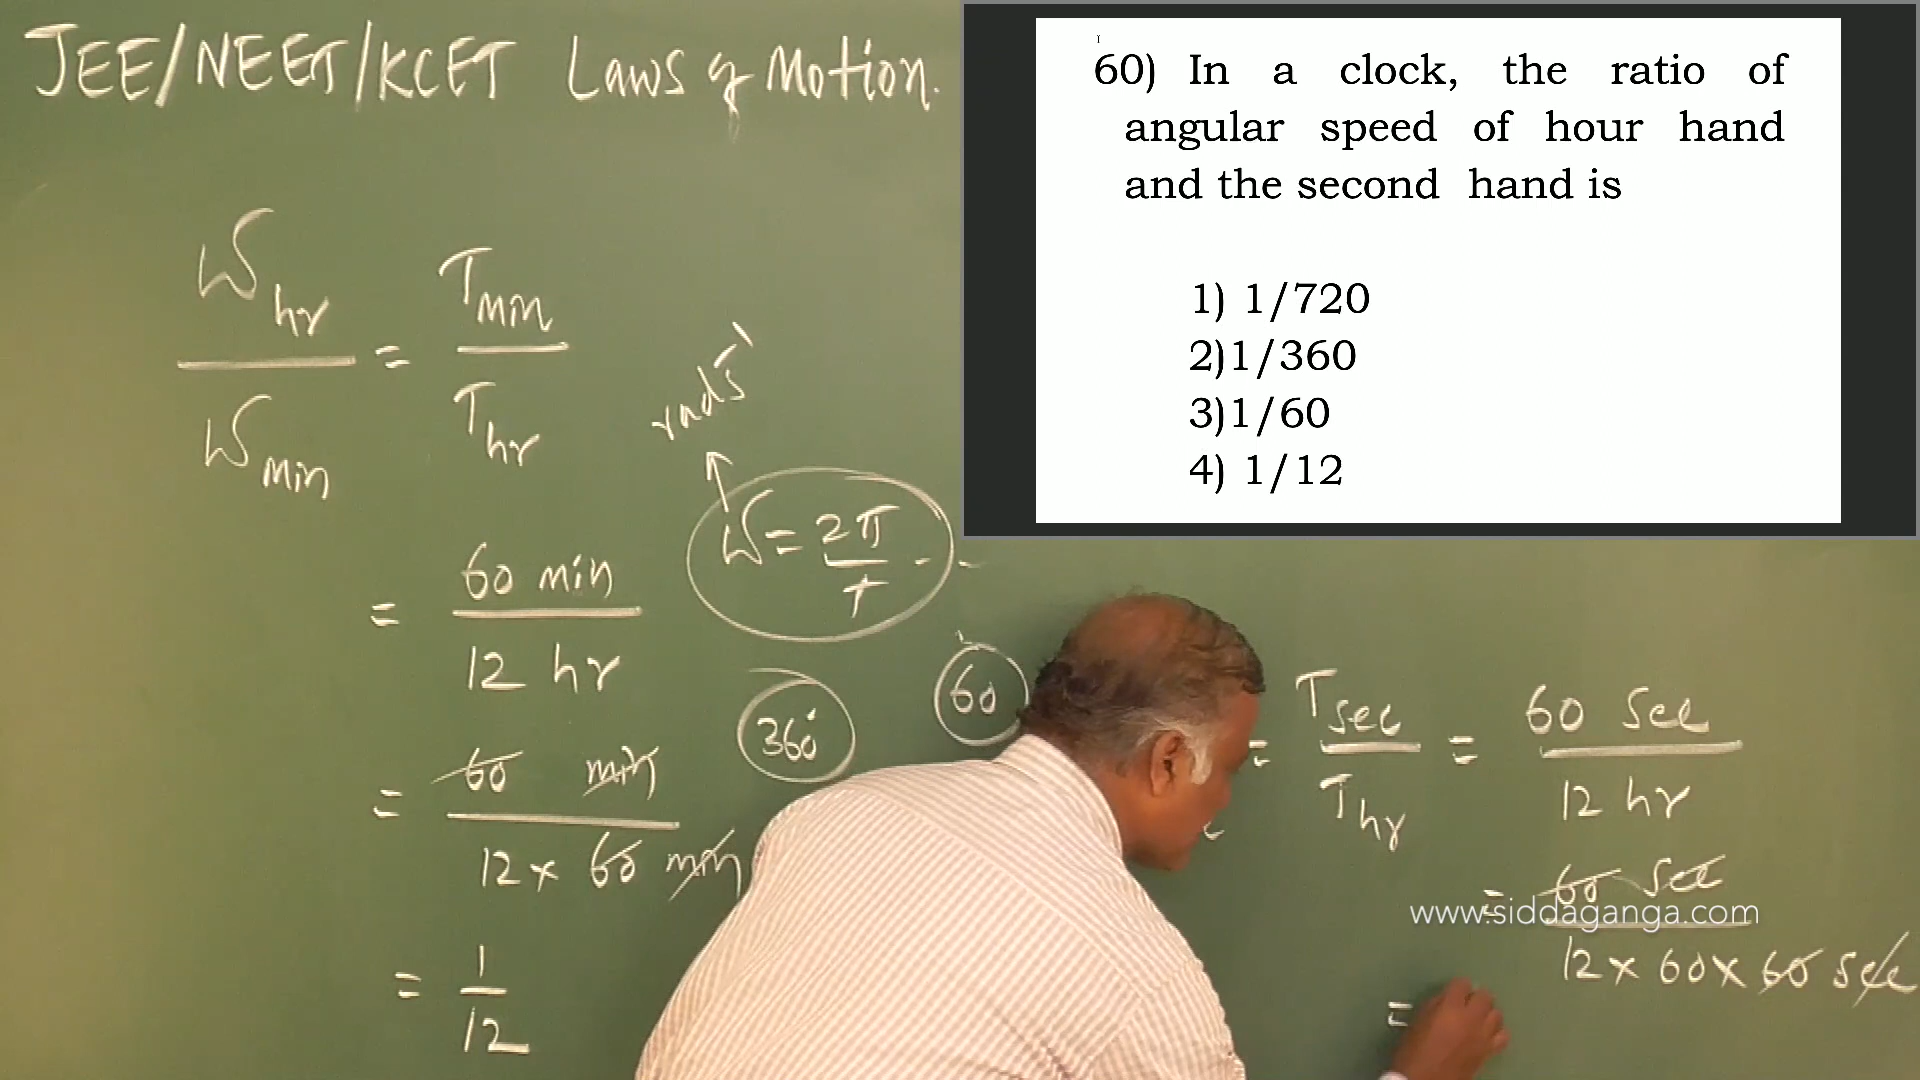 JEE/NEET/KCET Laws of Motion.
60) In a clock, the ratio of
angular speed of hour hand
and the second hand is
1) 1/720
2)1/360
3)1/60
4) 1/12
ω hr / ω min = T min / T hr
rad s⁻¹
ω = 2π / T
= 60 min / 12 hr
= 60 min / 12 × 60 min
= 1 / 12
360°
60
= T sec / T hr = 60 sec / 12 hr
= 60 sec / 12 × 60 × 60 sec
=
www.siddaganga.com